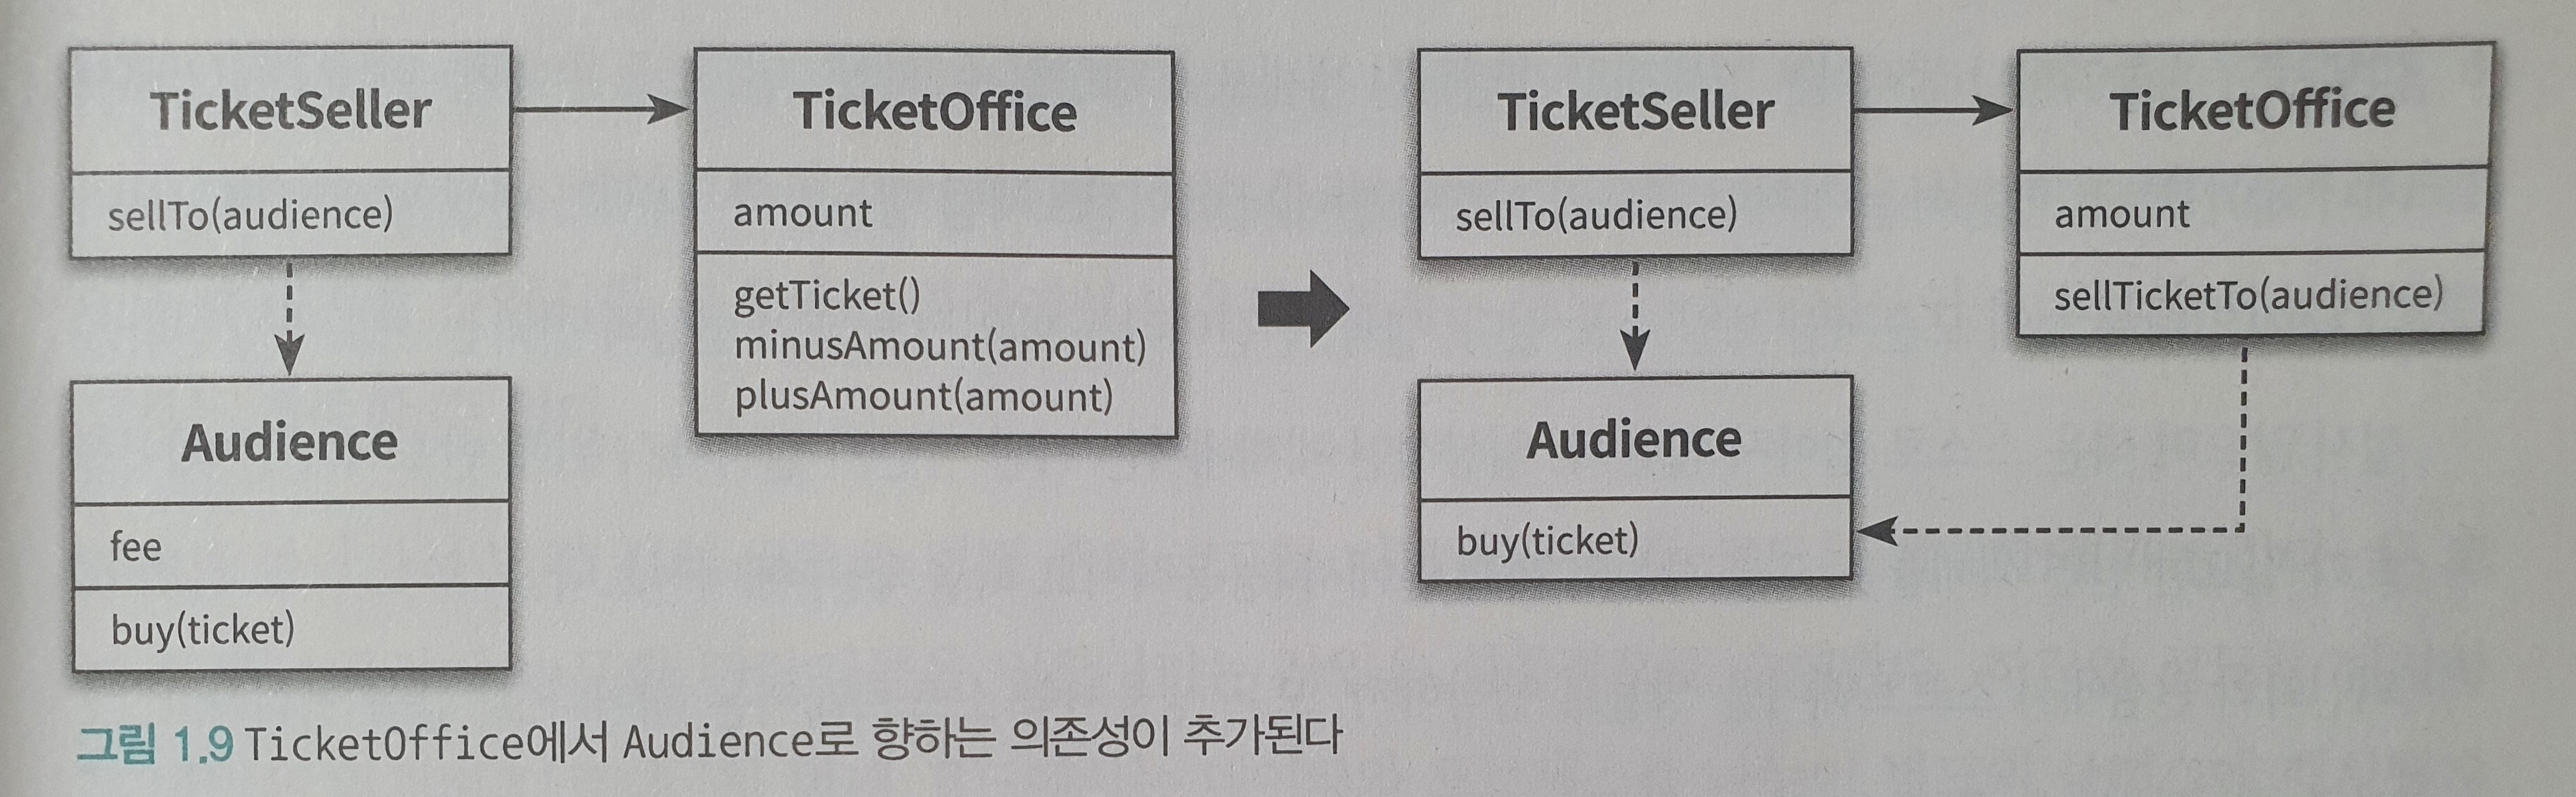 TicketSeller
sellTo(audience)
TicketOffice
amount
getTicket()
minusAmount(amount)
plusAmount(amount)
Audience
fee
buy(ticket)
TicketSeller
sellTo(audience)
TicketOffice
amount
sellTicketTo(audience)
Audience
buy(ticket)
그림 1.9 TicketOffice에서 Audience로 향하는 의존성이 추가된다